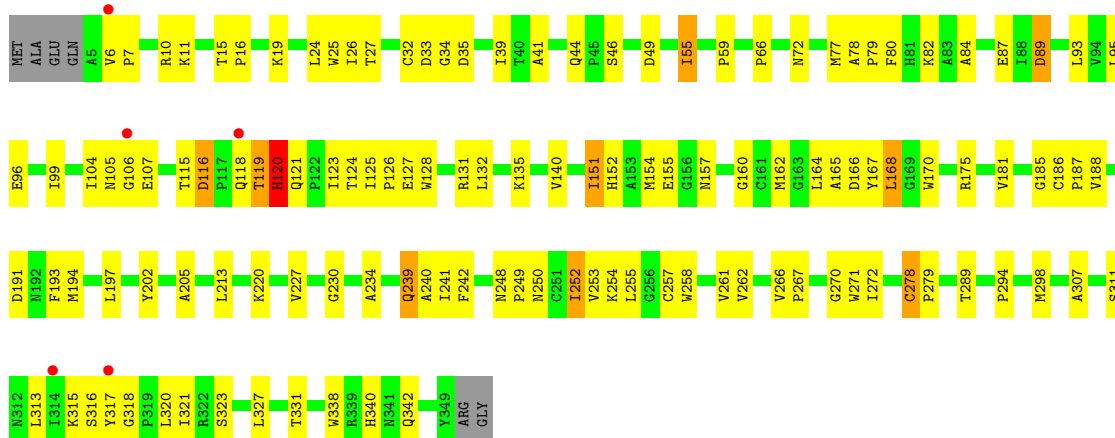 MET ALA GLU GLN A5 V6 P7 R10 K11 T15 P16 K19 L24 W25 I26 T27 C32 D33 G34 D35 I39 T40 A41 Q44 P45 S46 D49 I55 P59 P66 N72 M77 A78 P79 F80 H81 K82 A83 A84 E87 I88 D89 L93 V94 L95
E96 I99 I104 N105 G106 E107 T115 D116 P117 Q118 T119 H120 Q121 P122 I123 T124 I125 P126 E127 W128 R131 L132 K135 V140 I151 H152 A153 M154 E155 G156 N157 G160 C161 M162 G163 L164 A165 D166 Y167 L168 G169 W170 R175 V181 G185 C186 P187 V188
D191 N192 F193 M194 L197 Y202 A205 L213 K220 V227 G230 A234 Q239 A240 I241 F242 N248 P249 N250 C251 I252 V253 K254 L255 G256 C257 W258 V261 V262 V266 P267 G270 W271 I272 C278 P279 T289 P294 M298 A307 S311
N312 L313 I314 K315 S316 Y317 G318 P319 L320 I321 R322 S323 L327 T331 W338 R339 H340 N341 Q342 Y349 ARG GLY